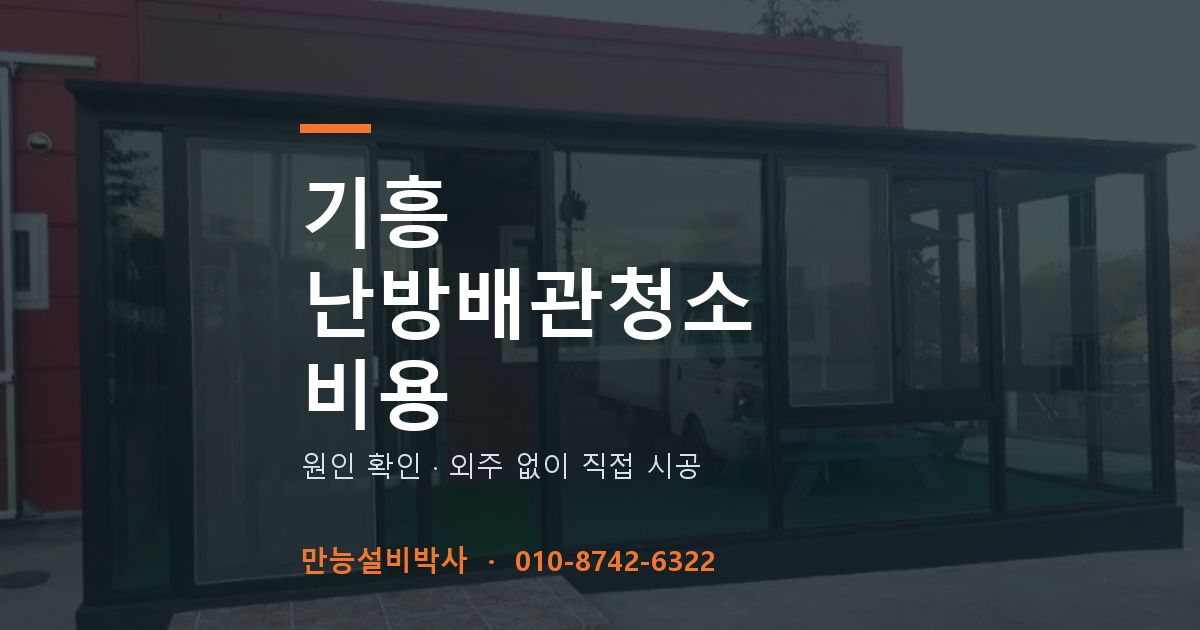 기흥
난방배관청소
비용
원인 확인 · 외주 없이 직접 시공
만능설비박사 · 010-8742-6322